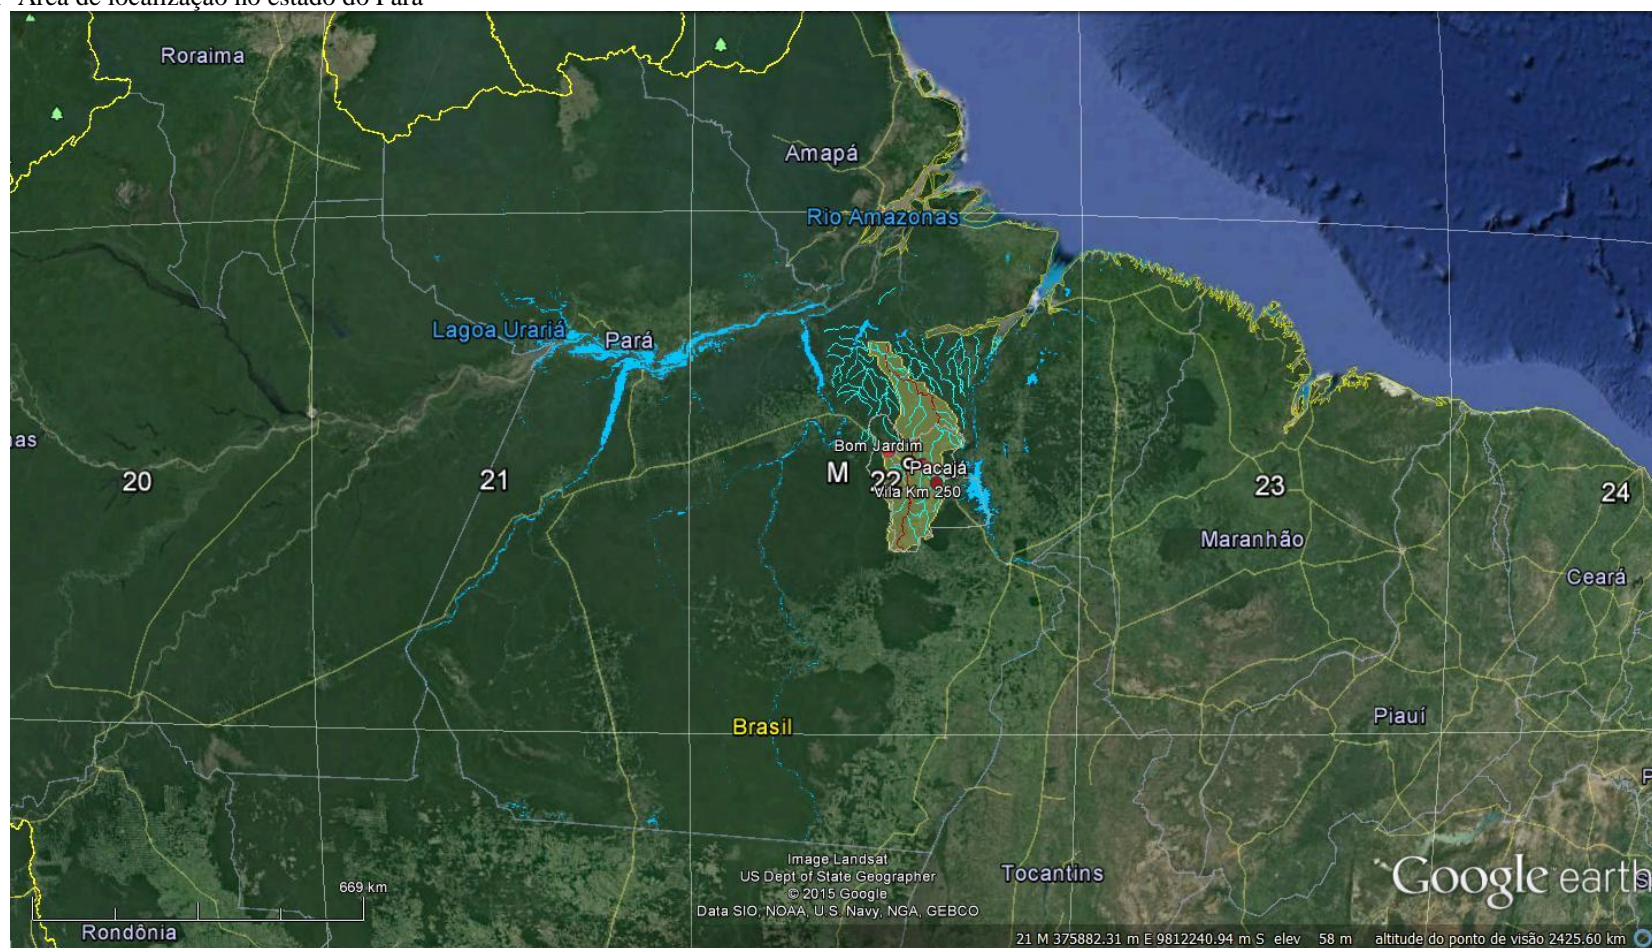 Área de localização no estado do Pará
Roraima
Amapá
Rio Amazonas
Lagoa Urariá
Pará
Bom Jardim
M
22
Pacajá
Vila Km 250
20
21
23
24
Maranhão
Ceará
Piauí
Brasil
Image Landsat
US Dept of State Geographer
© 2015 Google
Data SIO, NOAA, U.S. Navy, NGA, GEBCO
Tocantins
Google earth
669 km
Rondônia
21 M 375882.31 m E 9812240.94 m S elev 58 m altitude do ponto de visão 2425.60 km